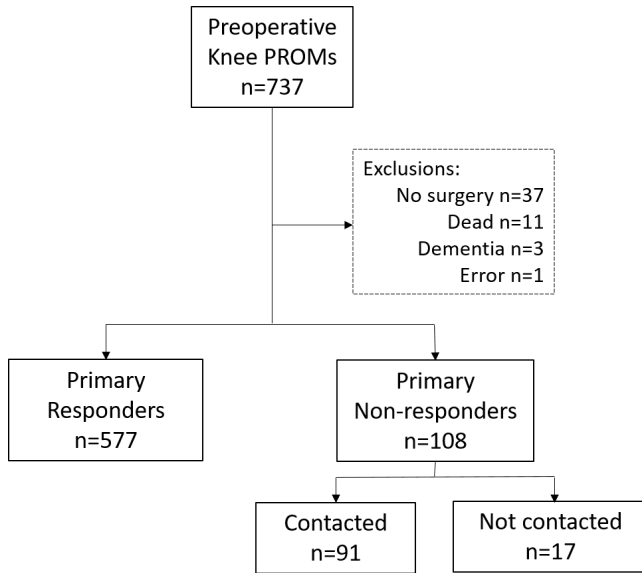 Preoperative
Knee PROMs
n=737
Exclusions:
No surgery n=37
Dead n=11
Dementia n=3
Error n=1
Primary
Responders
n=577
Primary
Non-responders
n=108
Contacted
n=91
Not contacted
n=17